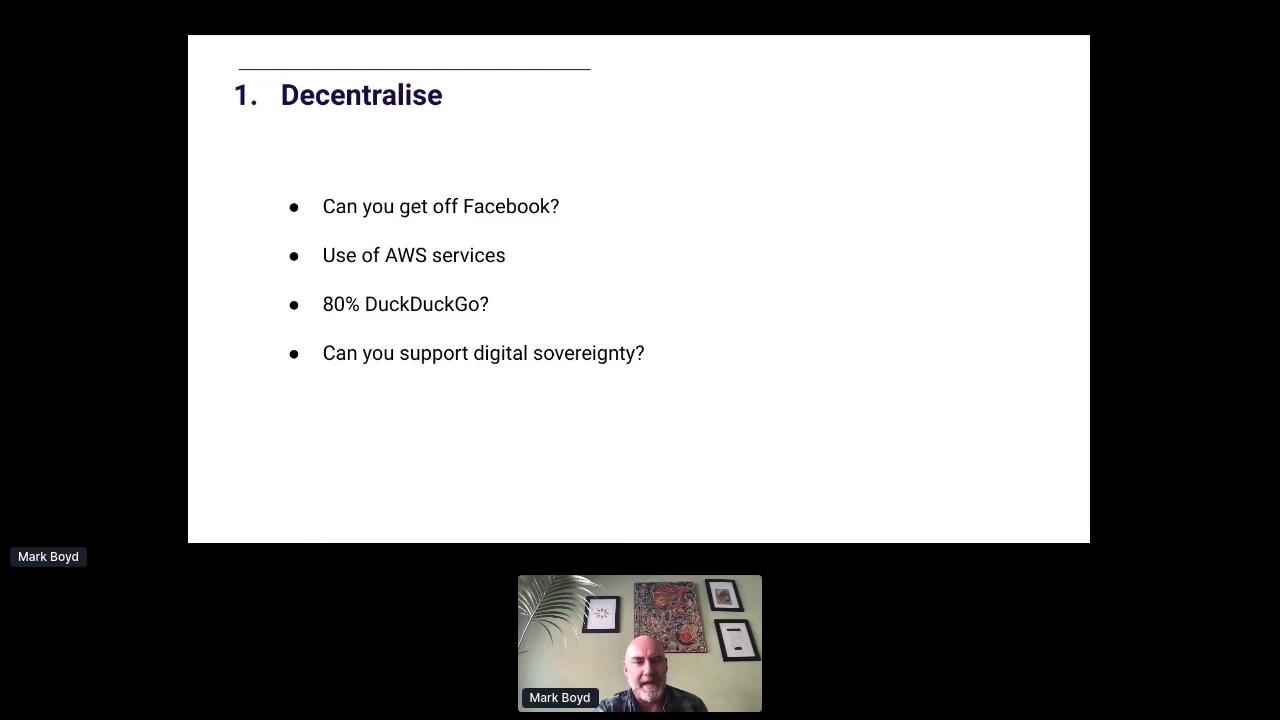 1. Decentralise
● Can you get off Facebook?
● Use of AWS services
● 80% DuckDuckGo?
● Can you support digital sovereignty?
Mark Boyd
Mark Boyd